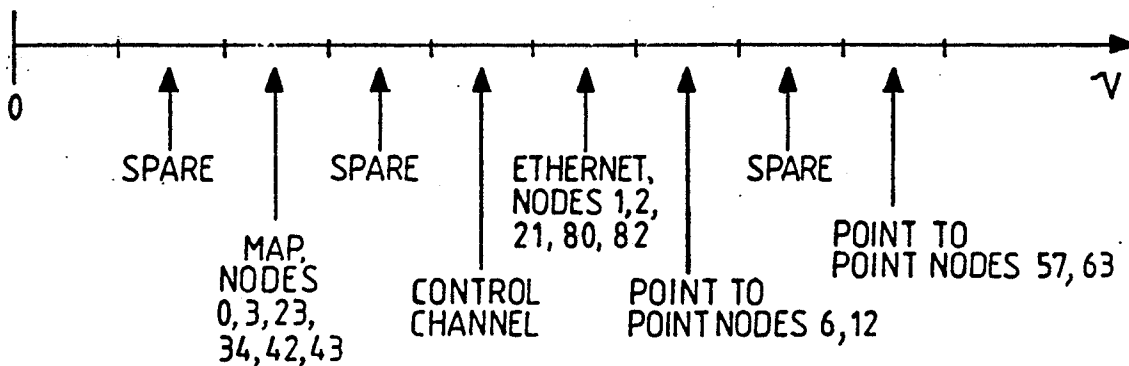 0
ν
SPARE
MAP,
NODES
0,3,23,
34,42,43
SPARE
CONTROL
CHANNEL
ETHERNET,
NODES 1,2,
21, 80, 82
POINT TO
POINT NODES 6,12
SPARE
POINT TO
POINT NODES 57,63